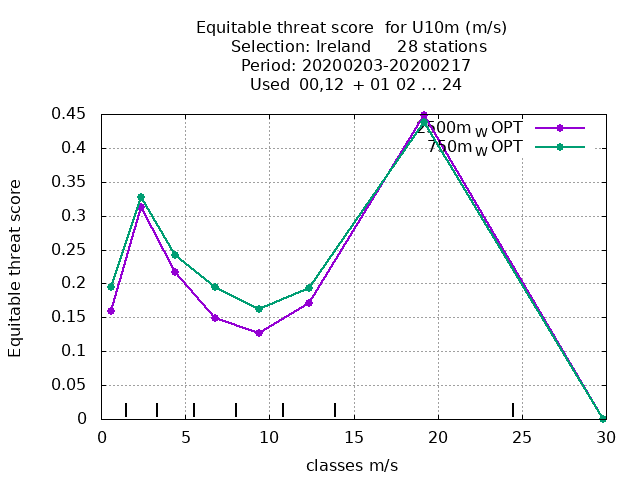 Equitable threat score for U10m (m/s)
Selection: Ireland 28 stations
Period: 20200203-20200217
Used 00,12 + 01 02 ... 24
Equitable threat score
0.45
0.4
0.35
0.3
0.25
0.2
0.15
0.1
0.05
0
2500m W OPT
750m W OPT
0 5 10 15 20 25 30
classes m/s